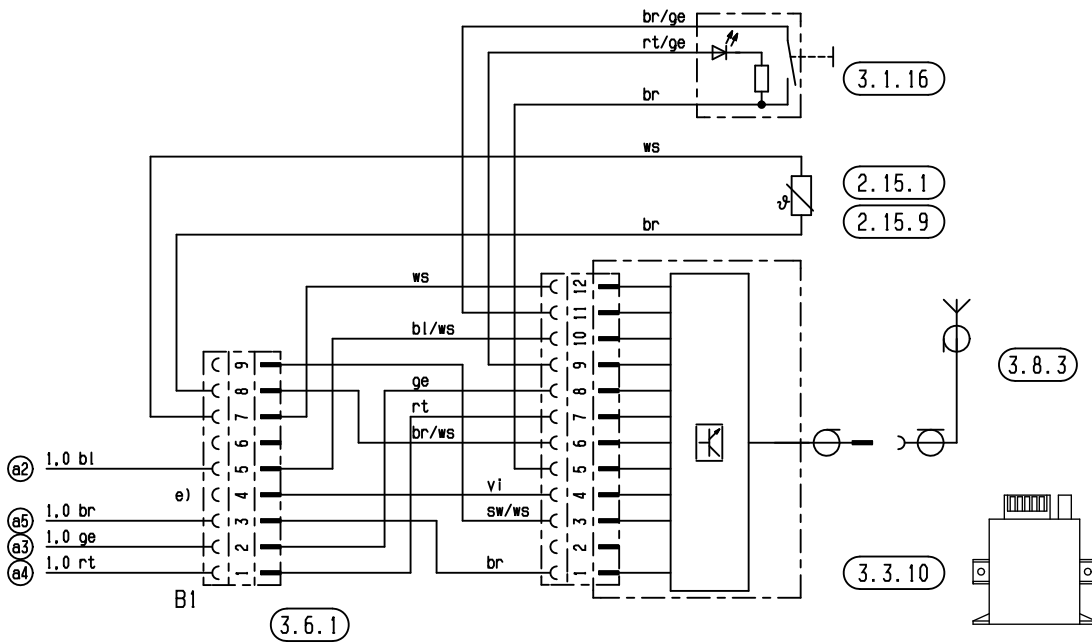 br/ge
rt/ge
3.1.16
br
ws
2.15.1
ϑ
2.15.9
br
ws
12
11
bl/ws
10
9
9
3.8.3
8
ge
8
7
rt
7
6
br/ws
6
a2 1,0 bl
5
5
e)
4
vi
4
a5 1,0 br
3
sw/ws
3
a3 1,0 ge
2
2
a4 1,0 rt
1
br
1
3.3.10
B1
3.6.1